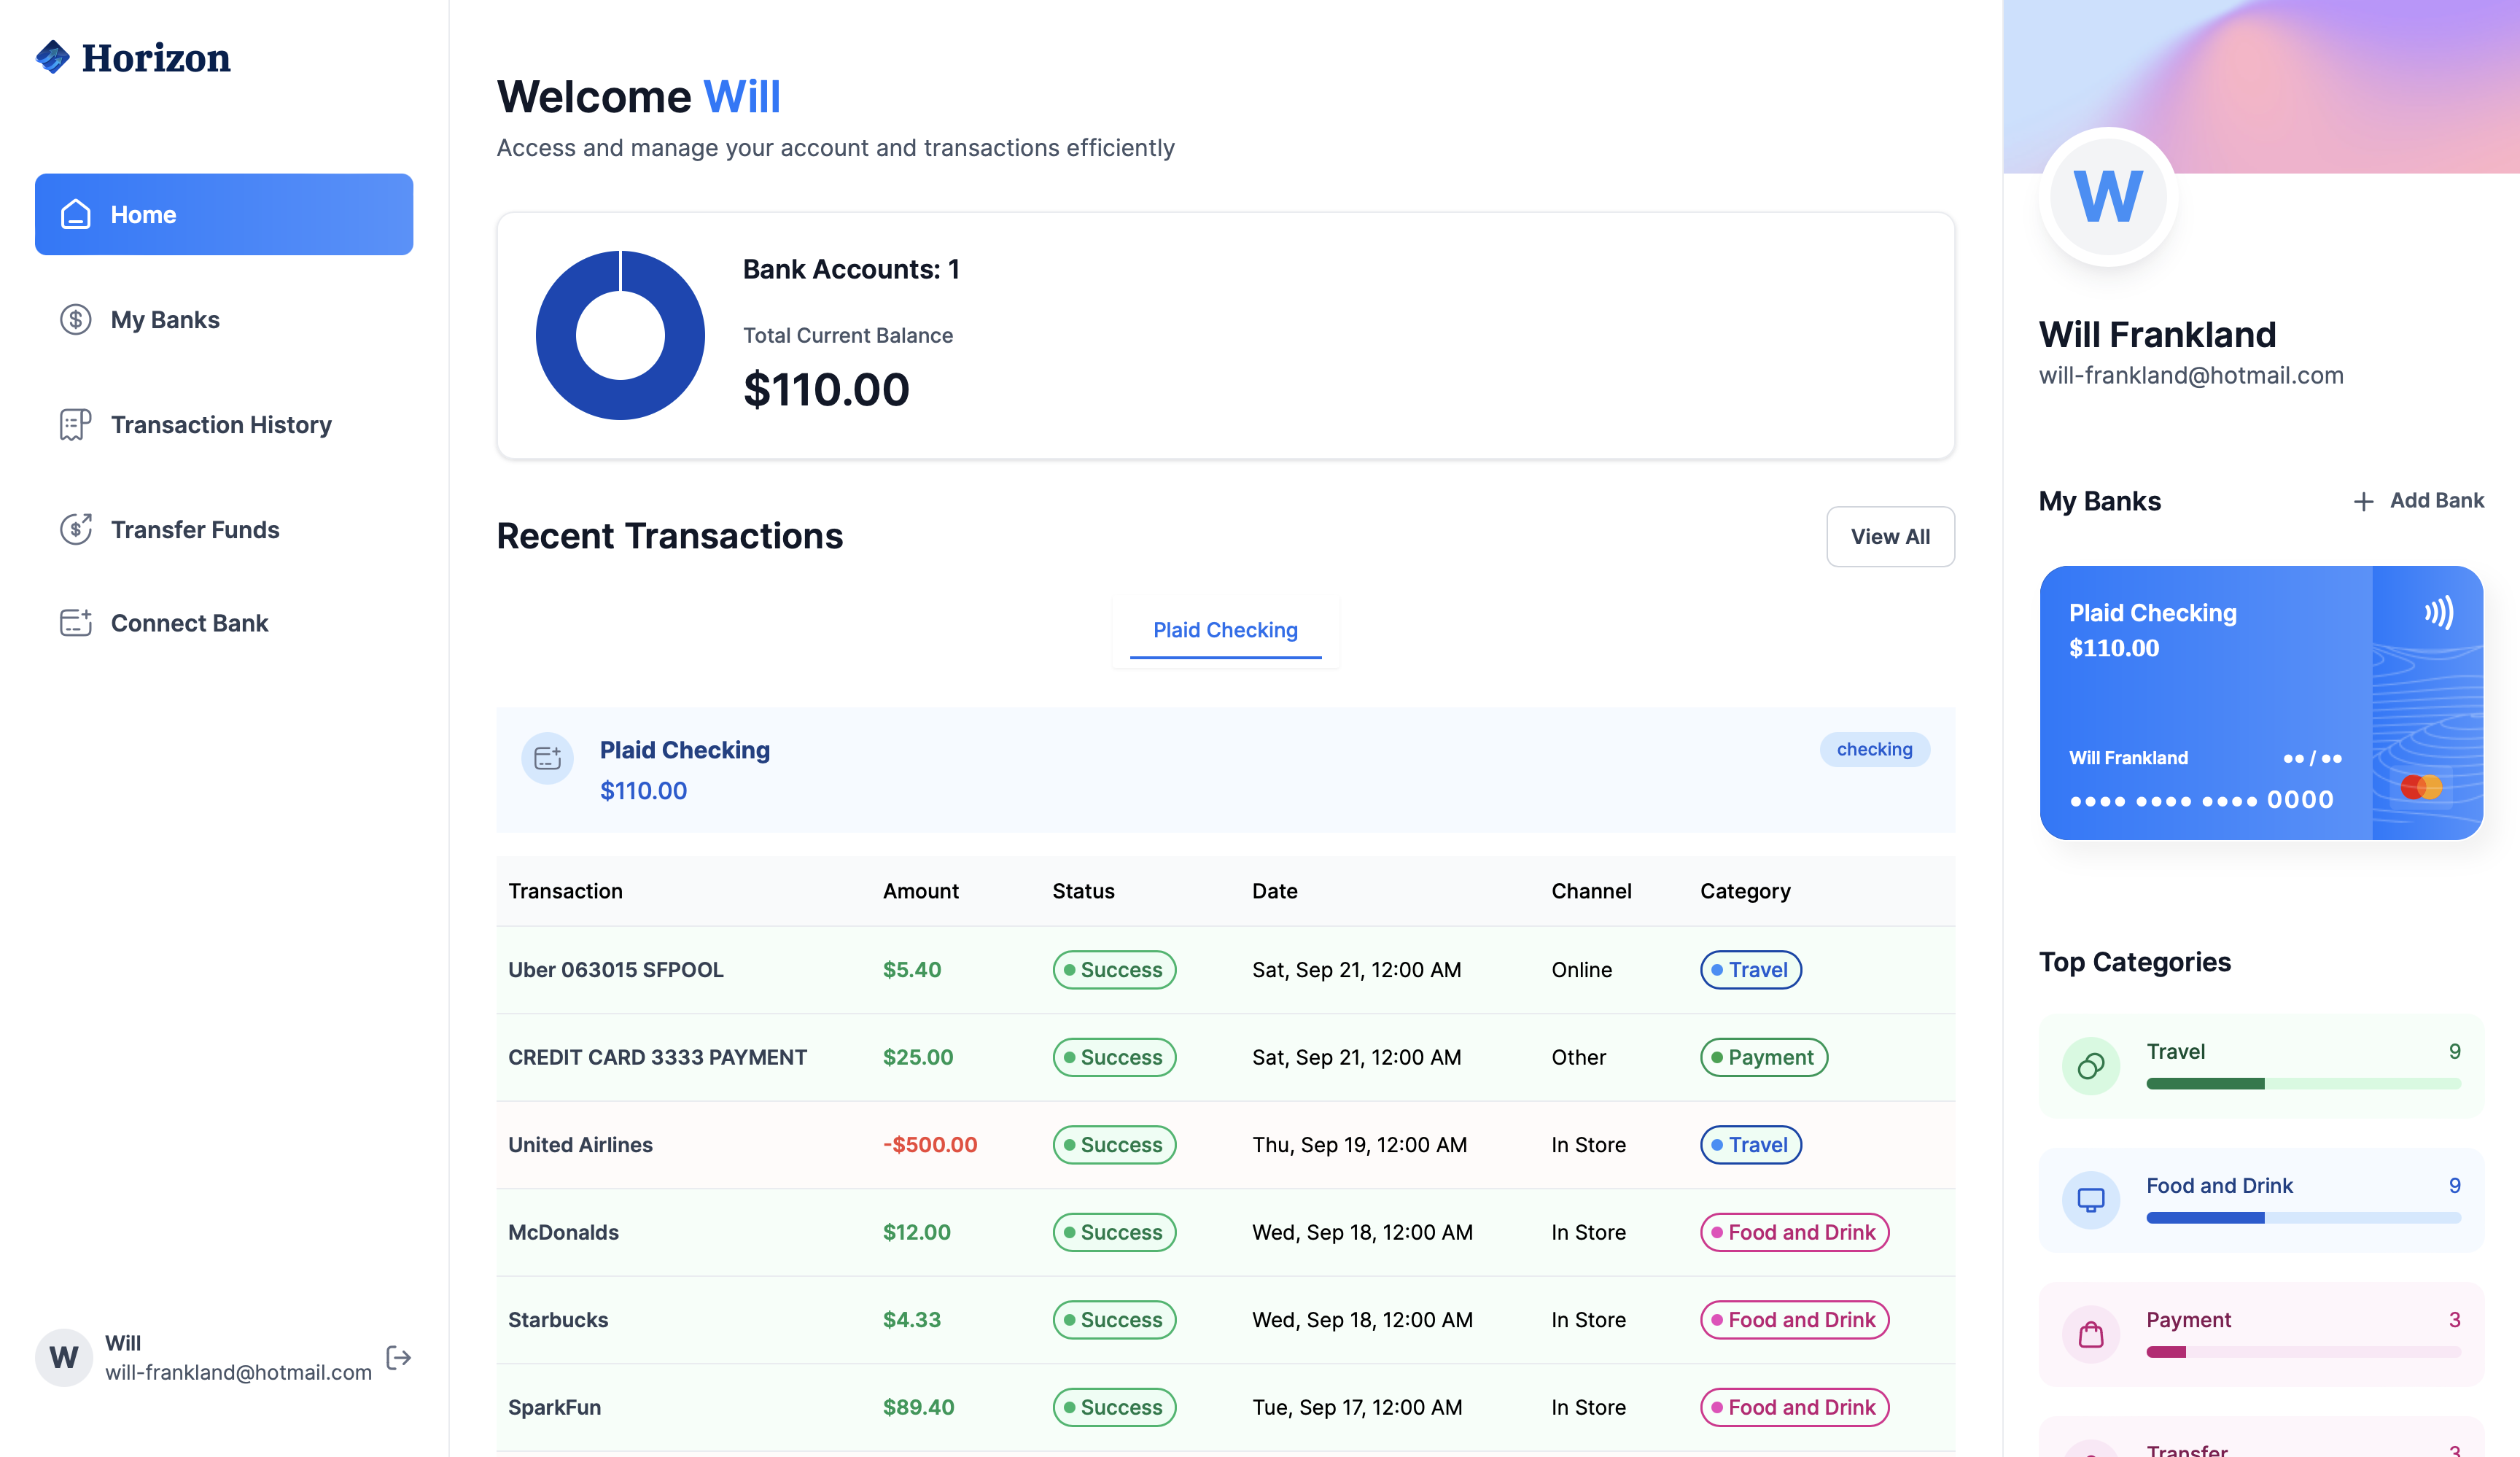 Horizon
Home
My Banks
Transaction History
Transfer Funds
Connect Bank
W
Will
will-frankland@hotmail.com
Welcome Will
Access and manage your account and transactions efficiently
Bank Accounts: 1
Total Current Balance
$110.00
Recent Transactions
View All
Plaid Checking
Plaid Checking
checking
$110.00
Transaction Amount Status Date Channel Category
Uber 063015 SFPOOL $5.40 Success Sat, Sep 21, 12:00 AM Online Travel
CREDIT CARD 3333 PAYMENT $25.00 Success Sat, Sep 21, 12:00 AM Other Payment
United Airlines -$500.00 Success Thu, Sep 19, 12:00 AM In Store Travel
McDonalds $12.00 Success Wed, Sep 18, 12:00 AM In Store Food and Drink
Starbucks $4.33 Success Wed, Sep 18, 12:00 AM In Store Food and Drink
SparkFun $89.40 Success Tue, Sep 17, 12:00 AM In Store Food and Drink
W
Will Frankland
will-frankland@hotmail.com
My Banks
+ Add Bank
Plaid Checking
$110.00
Will Frankland ●● / ●●
●●●● ●●●● ●●●● 0000
Top Categories
Travel 9
Food and Drink 9
Payment 3
Transfer 3